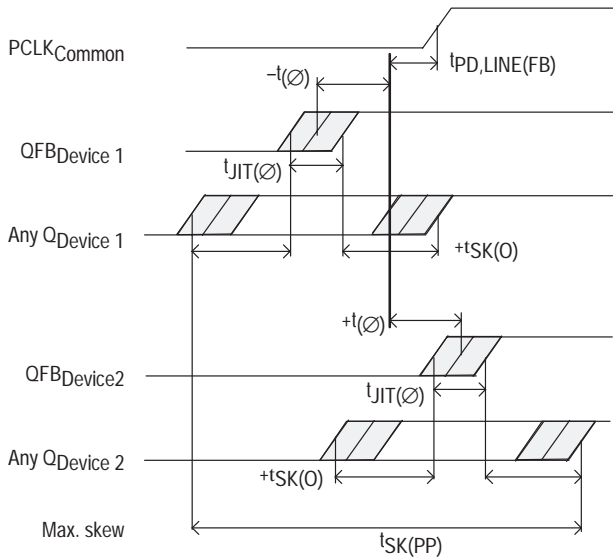 PCLKCommon
tPD,LINE(FB)
–t(∅)
QFBDevice 1
tJIT(∅)
Any QDevice 1
+tSK(O)
+t(∅)
QFBDevice2
tJIT(∅)
Any QDevice 2
+tSK(O)
Max. skew
tSK(PP)